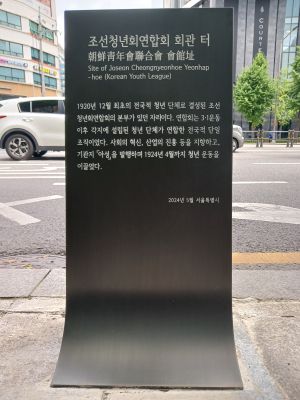 조선청년회연합회 회관 터
朝鮮靑年會聯合會 會館址
Site of Joseon Cheongnyeonhoe Yeonhap
-hoe (Korean Youth League)
1920년 12월 최초의 전국적 청년 단체로 결성된 조선
청년회연합회의 본부가 있던 자리이다. 연합회는 3·1운동
이후 각지에 설립된 청년 단체가 연합한 전국적 단일
조직이었다. 사회의 혁신, 산업의 진흥 등을 지향하고,
기관지 『아성』을 발행하며 1924년 4월까지 청년 운동을
이끌었다.
2024년 5월 서울특별시
COURTE